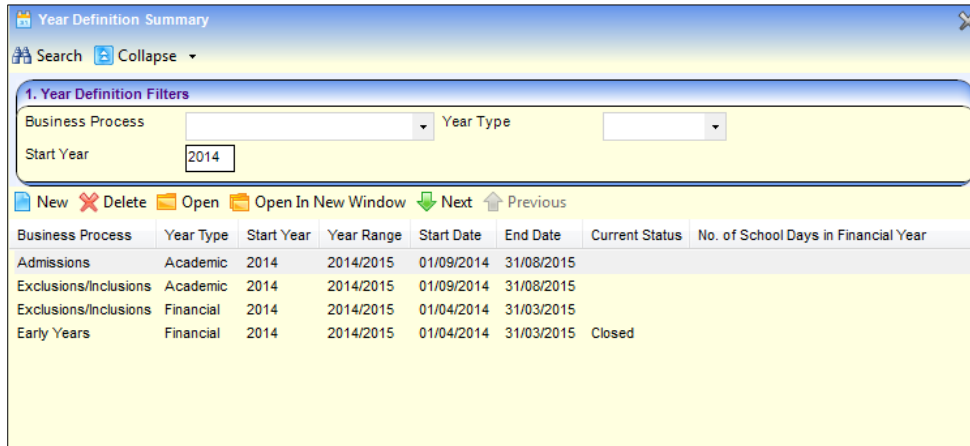 Year Definition Summary
Search Collapse
1. Year Definition Filters
Business Process Year Type
Start Year 2014
New Delete Open Open In New Window Next Previous
Business Process Year Type Start Year Year Range Start Date End Date Current Status No. of School Days in Financial Year
Admissions Academic 2014 2014/2015 01/09/2014 31/08/2015
Exclusions/Inclusions Academic 2014 2014/2015 01/09/2014 31/08/2015
Exclusions/Inclusions Financial 2014 2014/2015 01/04/2014 31/03/2015
Early Years Financial 2014 2014/2015 01/04/2014 31/03/2015 Closed